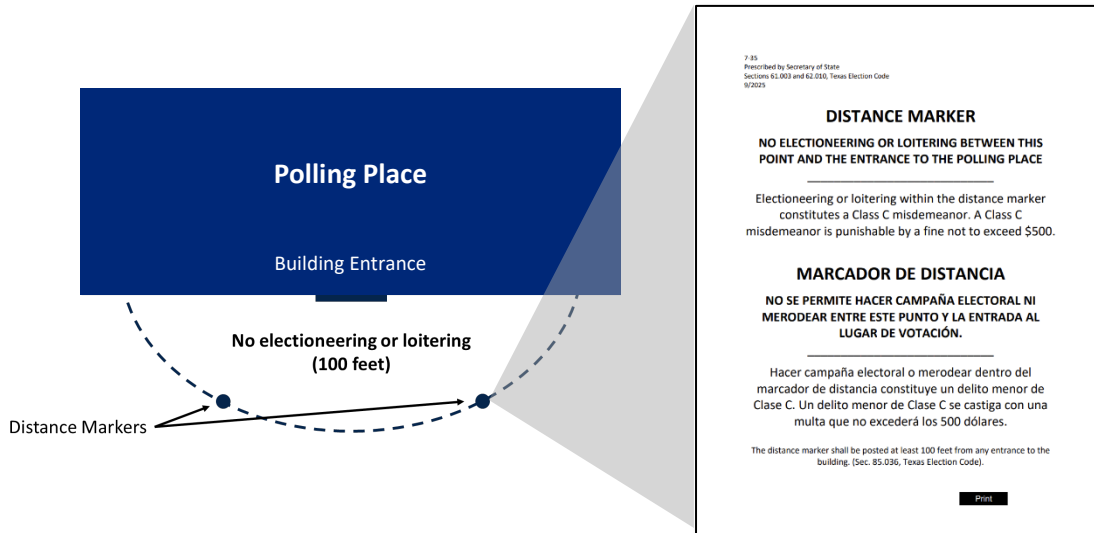 Polling Place
Building Entrance
No electioneering or loitering
(100 feet)
Distance Markers
7-35
Prescribed by Secretary of State
Sections 61.003 and 62.010, Texas Election Code
9/2025
DISTANCE MARKER
NO ELECTIONEERING OR LOITERING BETWEEN THIS
POINT AND THE ENTRANCE TO THE POLLING PLACE
Electioneering or loitering within the distance marker
constitutes a Class C misdemeanor. A Class C
misdemeanor is punishable by a fine not to exceed $500.
MARCADOR DE DISTANCIA
NO SE PERMITE HACER CAMPAÑA ELECTORAL NI
MERODEAR ENTRE ESTE PUNTO Y LA ENTRADA AL
LUGAR DE VOTACIÓN.
Hacer campaña electoral o merodear dentro del
marcador de distancia constituye un delito menor de
Clase C. Un delito menor de Clase C se castiga con una
multa que no excederá los 500 dólares.
The distance marker shall be posted at least 100 feet from any entrance to the
building. (Sec. 85.036, Texas Election Code).
Print